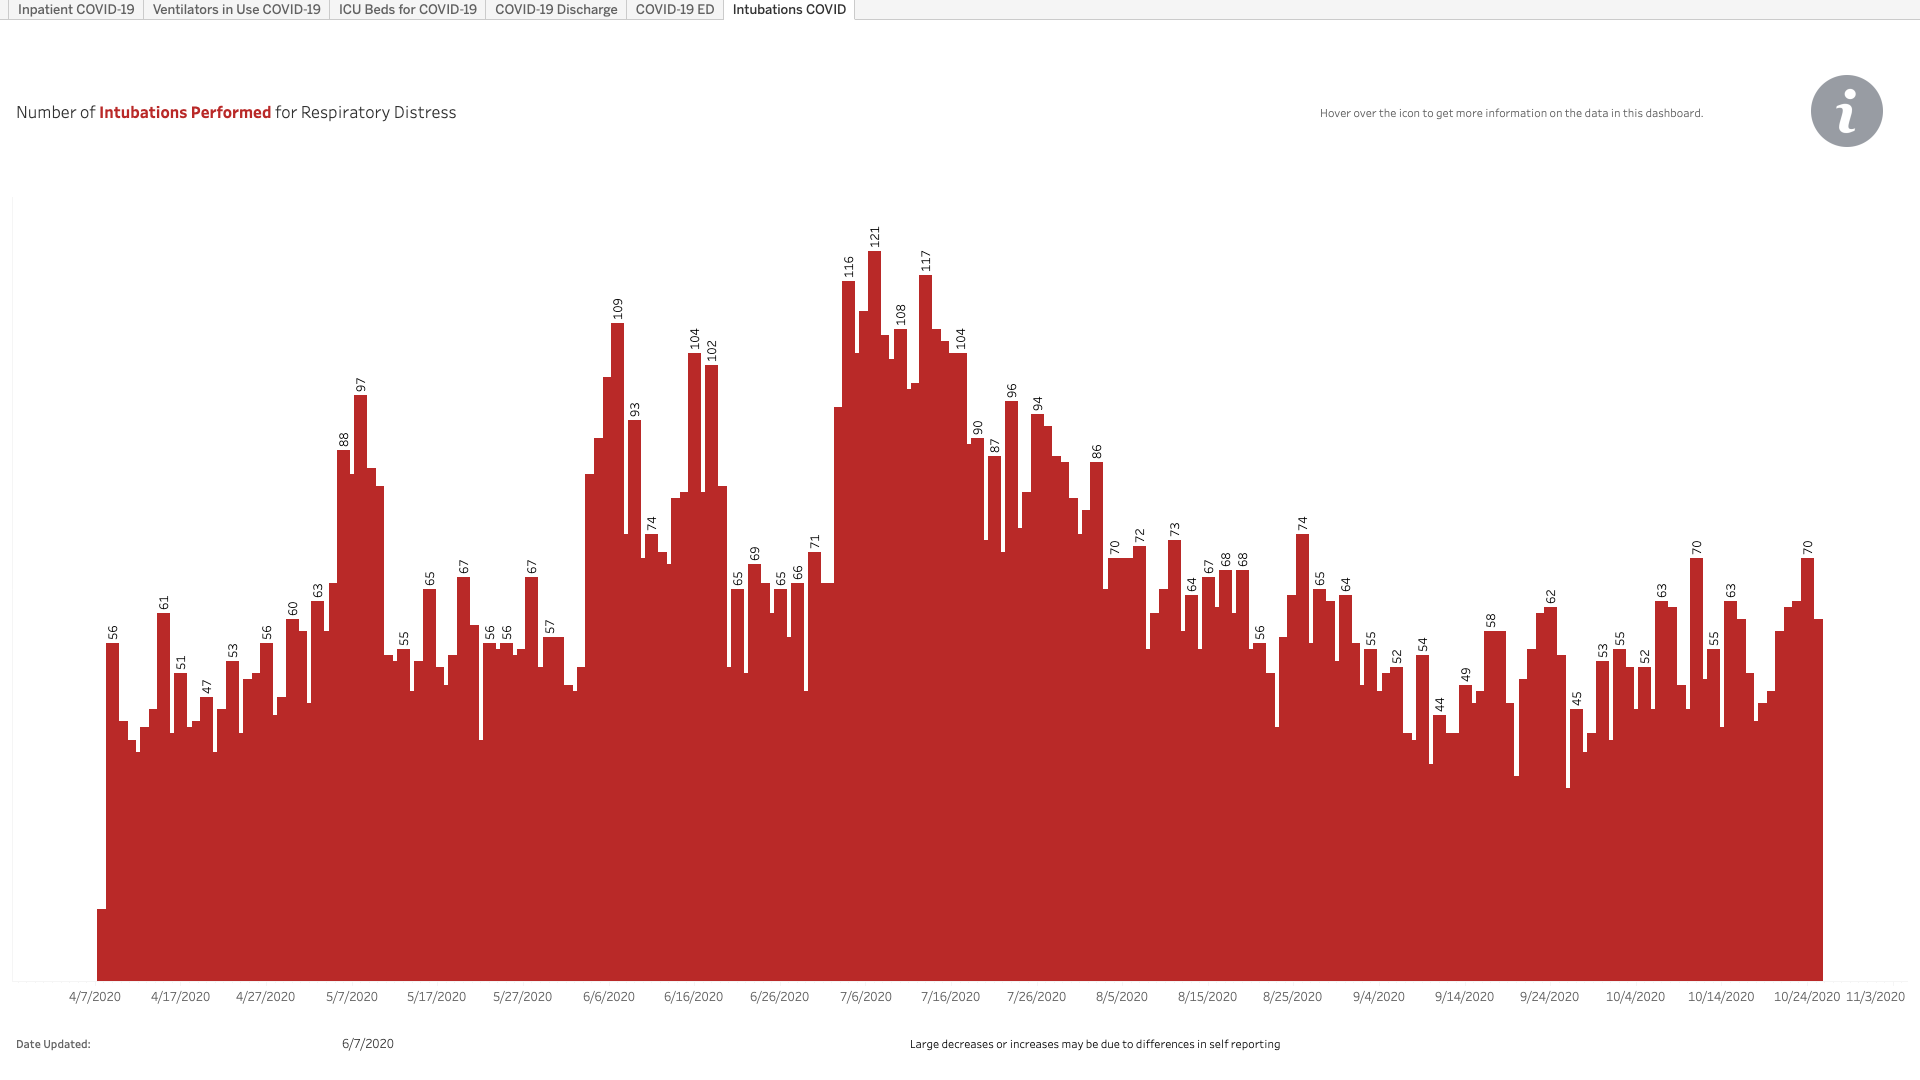 Inpatient COVID-19 Ventilators in Use COVID-19 ICU Beds for COVID-19 COVID-19 Discharge COVID-19 ED Intubations COVID
Number of Intubations Performed for Respiratory Distress
Hover over the icon to get more information on the data in this dashboard.
i
56 61 51 47 53 56 60 63 88 97 55 65 67 56 56 67 57 109 93 74 104 102 65 69 65 66 71 116 121 108 117 104 90 87 96 94 86 70 72 73 64 67 68 68 56 74 65 64 55 52 54 44 49 58 62 45 53 55 52 63 70 55 63 70
4/7/2020 4/17/2020 4/27/2020 5/7/2020 5/17/2020 5/27/2020 6/6/2020 6/16/2020 6/26/2020 7/6/2020 7/16/2020 7/26/2020 8/5/2020 8/15/2020 8/25/2020 9/4/2020 9/14/2020 9/24/2020 10/4/2020 10/14/2020 10/24/2020 11/3/2020
Date Updated: 6/7/2020 Large decreases or increases may be due to differences in self reporting